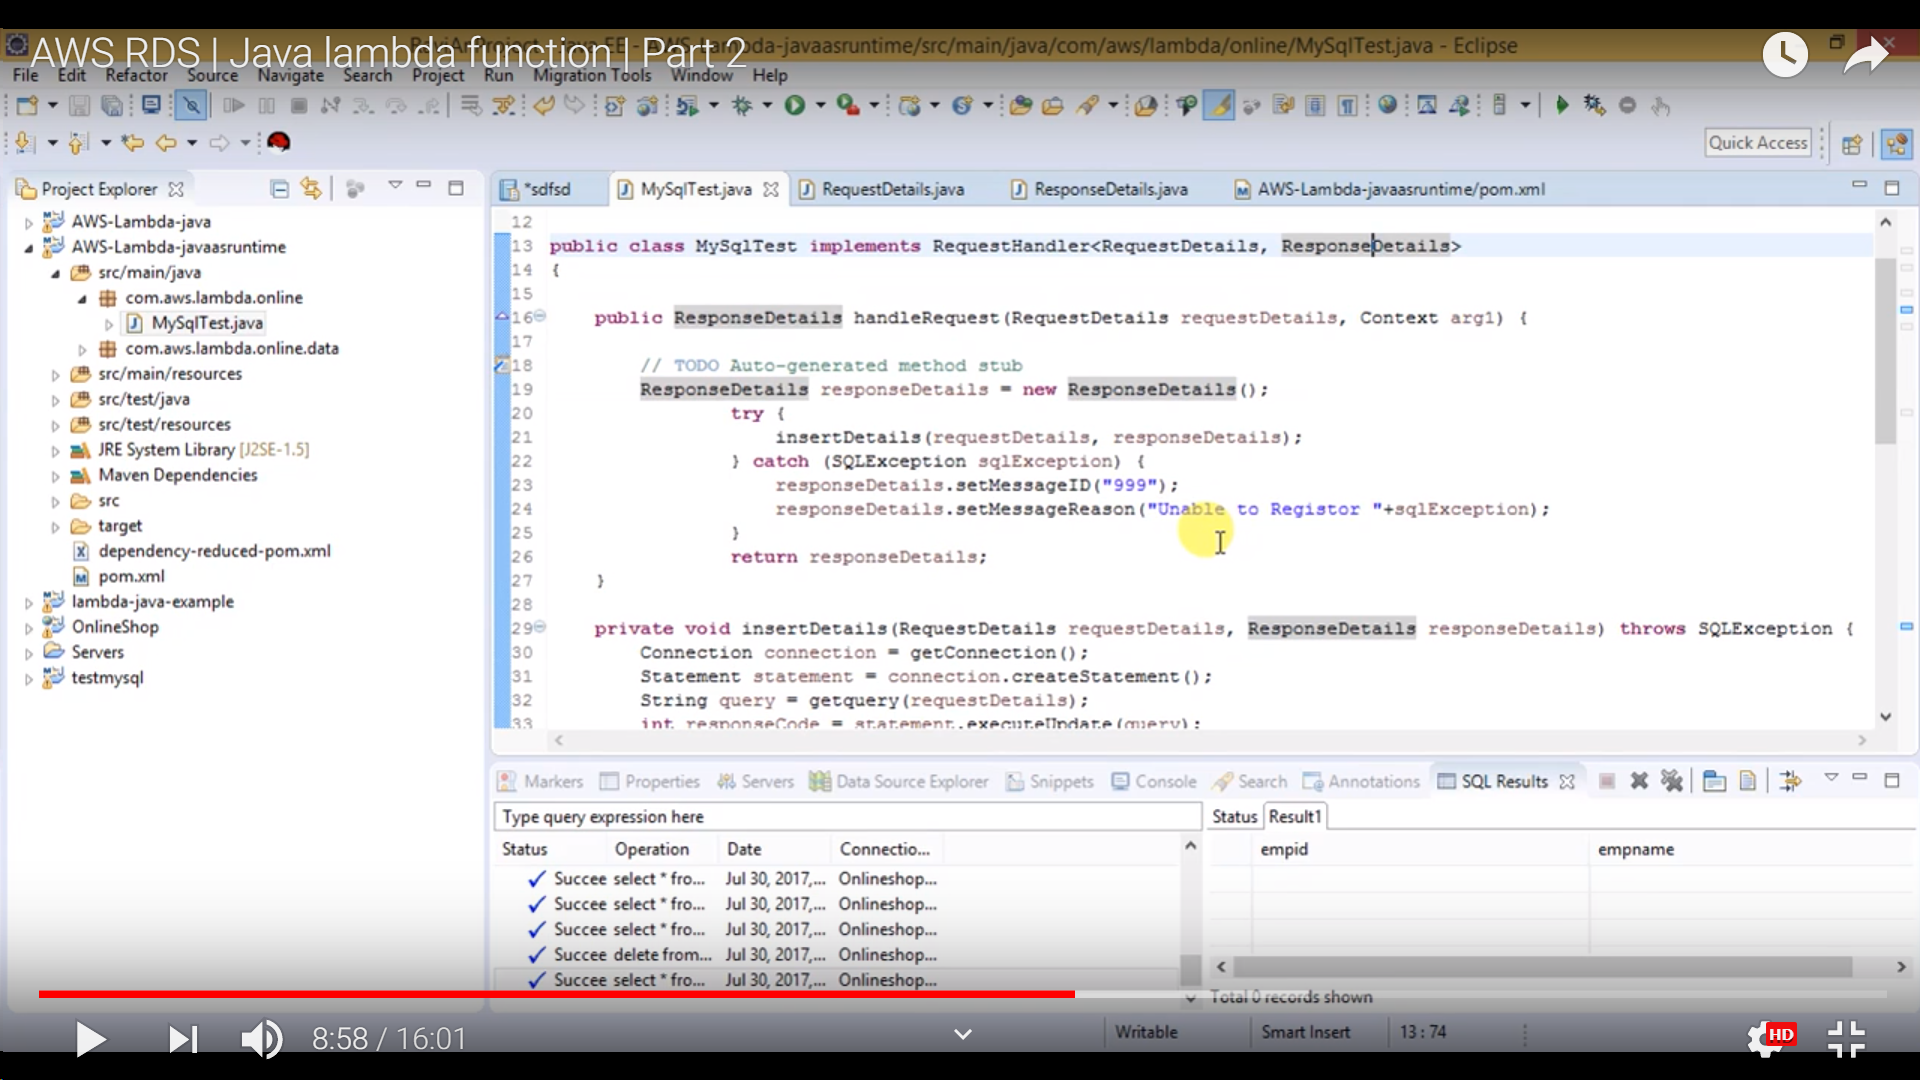 AWS RDS | Java lambda function | Part 2
da-javaasruntime/src/main/java/com/aws/lambda/online/MySqlTest.java - Eclipse
File Edit Refactor Source Navigate Search Project Run Migration Tools Window Help
Quick Access
Project Explorer
*sdfsd MySqlTest.java RequestDetails.java ResponseDetails.java AWS-Lambda-javaasruntime/pom.xml
AWS-Lambda-java
AWS-Lambda-javaasruntime
src/main/java
com.aws.lambda.online
MySqlTest.java
com.aws.lambda.online.data
src/main/resources
src/test/java
src/test/resources
JRE System Library [J2SE-1.5]
Maven Dependencies
src
target
dependency-reduced-pom.xml
pom.xml
lambda-java-example
OnlineShop
Servers
testmysql
12
13 public class MySqlTest implements RequestHandler<RequestDetails, ResponseDetails>
14 {
15
16 public ResponseDetails handleRequest(RequestDetails requestDetails, Context arg1) {
17
18 // TODO Auto-generated method stub
19 ResponseDetails responseDetails = new ResponseDetails();
20 try {
21 insertDetails(requestDetails, responseDetails);
22 } catch (SQLException sqlException) {
23 responseDetails.setMessageID("999");
24 responseDetails.setMessageReason("Unable to Registor "+sqlException);
25 }
26 return responseDetails;
27 }
28
29 private void insertDetails(RequestDetails requestDetails, ResponseDetails responseDetails) throws SQLException {
30 Connection connection = getConnection();
31 Statement statement = connection.createStatement();
32 String query = getquery(requestDetails);
33 int responseCode = statement.executeUpdate(query);
Markers Properties Servers Data Source Explorer Snippets Console Search Annotations SQL Results
Type query expression here
Status Result1
Status Operation Date Connectio...
empid empname
Succee select * fro... Jul 30, 2017,... Onlineshop...
Succee select * fro... Jul 30, 2017,... Onlineshop...
Succee select * fro... Jul 30, 2017,... Onlineshop...
Succee delete from... Jul 30, 2017,... Onlineshop...
Succee select * fro... Jul 30, 2017,... Onlineshop...
Total 0 records shown
8:58 / 16:01
Writable Smart Insert 13 : 74
HD